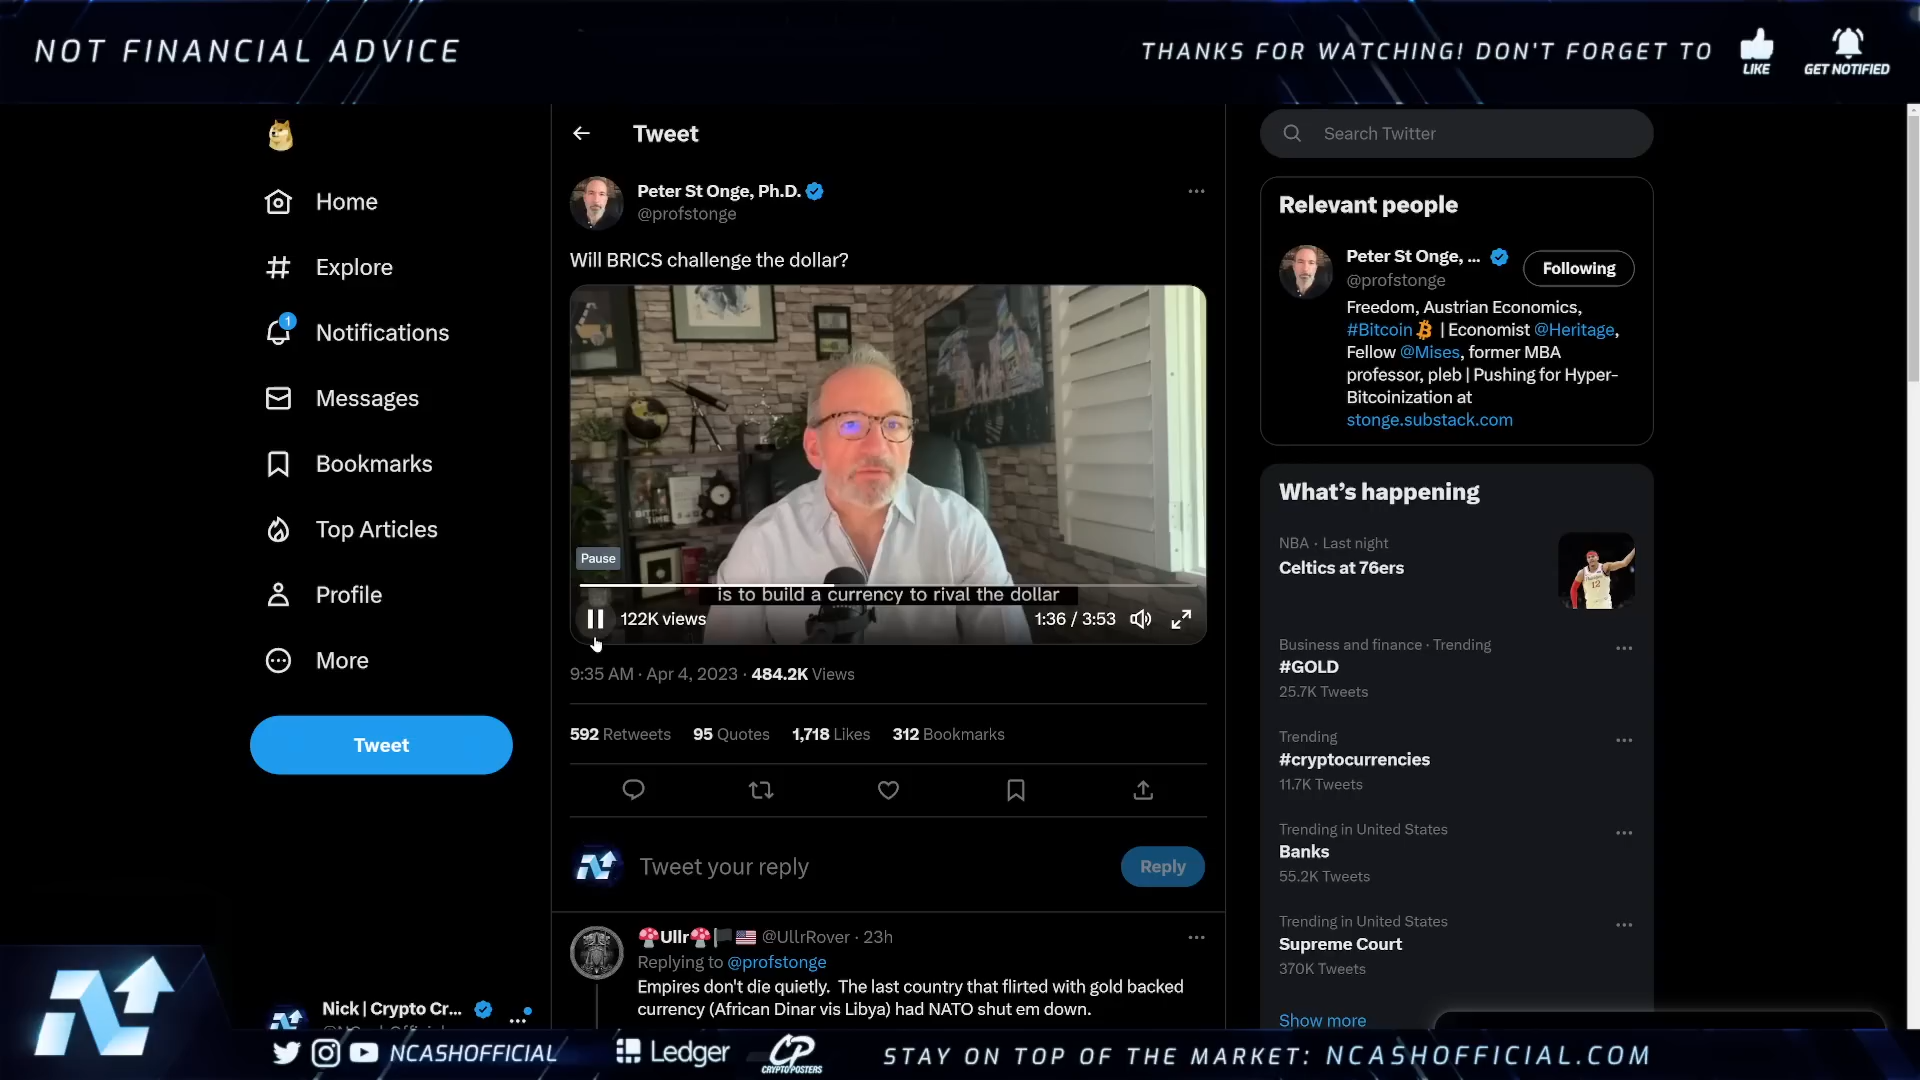 NOT FINANCIAL ADVICE
THANKS FOR WATCHING! DON'T FORGET TO
LIKE
GET NOTIFIED
Home
Explore
1
Notifications
Messages
Bookmarks
Top Articles
Profile
More
Tweet
Nick | Crypto Cr...
Tweet
Peter St Onge, Ph.D.
@profstonge
Will BRICS challenge the dollar?
Pause
is to build a currency to rival the dollar
122K views
1:36 / 3:53
9:35 AM · Apr 4, 2023 · 484.2K Views
592 Retweets 95 Quotes 1,718 Likes 312 Bookmarks
Tweet your reply
Reply
Ullr @UllrRover · 23h
Replying to @profstonge
Empires don't die quietly. The last country that flirted with gold backed
currency (African Dinar vis Libya) had NATO shut em down.
Search Twitter
Relevant people
Peter St Onge, ...
@profstonge
Following
Freedom, Austrian Economics,
#Bitcoin | Economist @Heritage,
Fellow @Mises, former MBA
professor, pleb | Pushing for Hyper-
Bitcoinization at
stonge.substack.com
What's happening
NBA · Last night
Celtics at 76ers
Business and finance · Trending
#GOLD
25.7K Tweets
Trending
#cryptocurrencies
11.7K Tweets
Trending in United States
Banks
55.2K Tweets
Trending in United States
Supreme Court
370K Tweets
Show more
NCASHOFFICIAL
Ledger
CP
CRYPTOPOSTERS
STAY ON TOP OF THE MARKET: NCASHOFFICIAL.COM